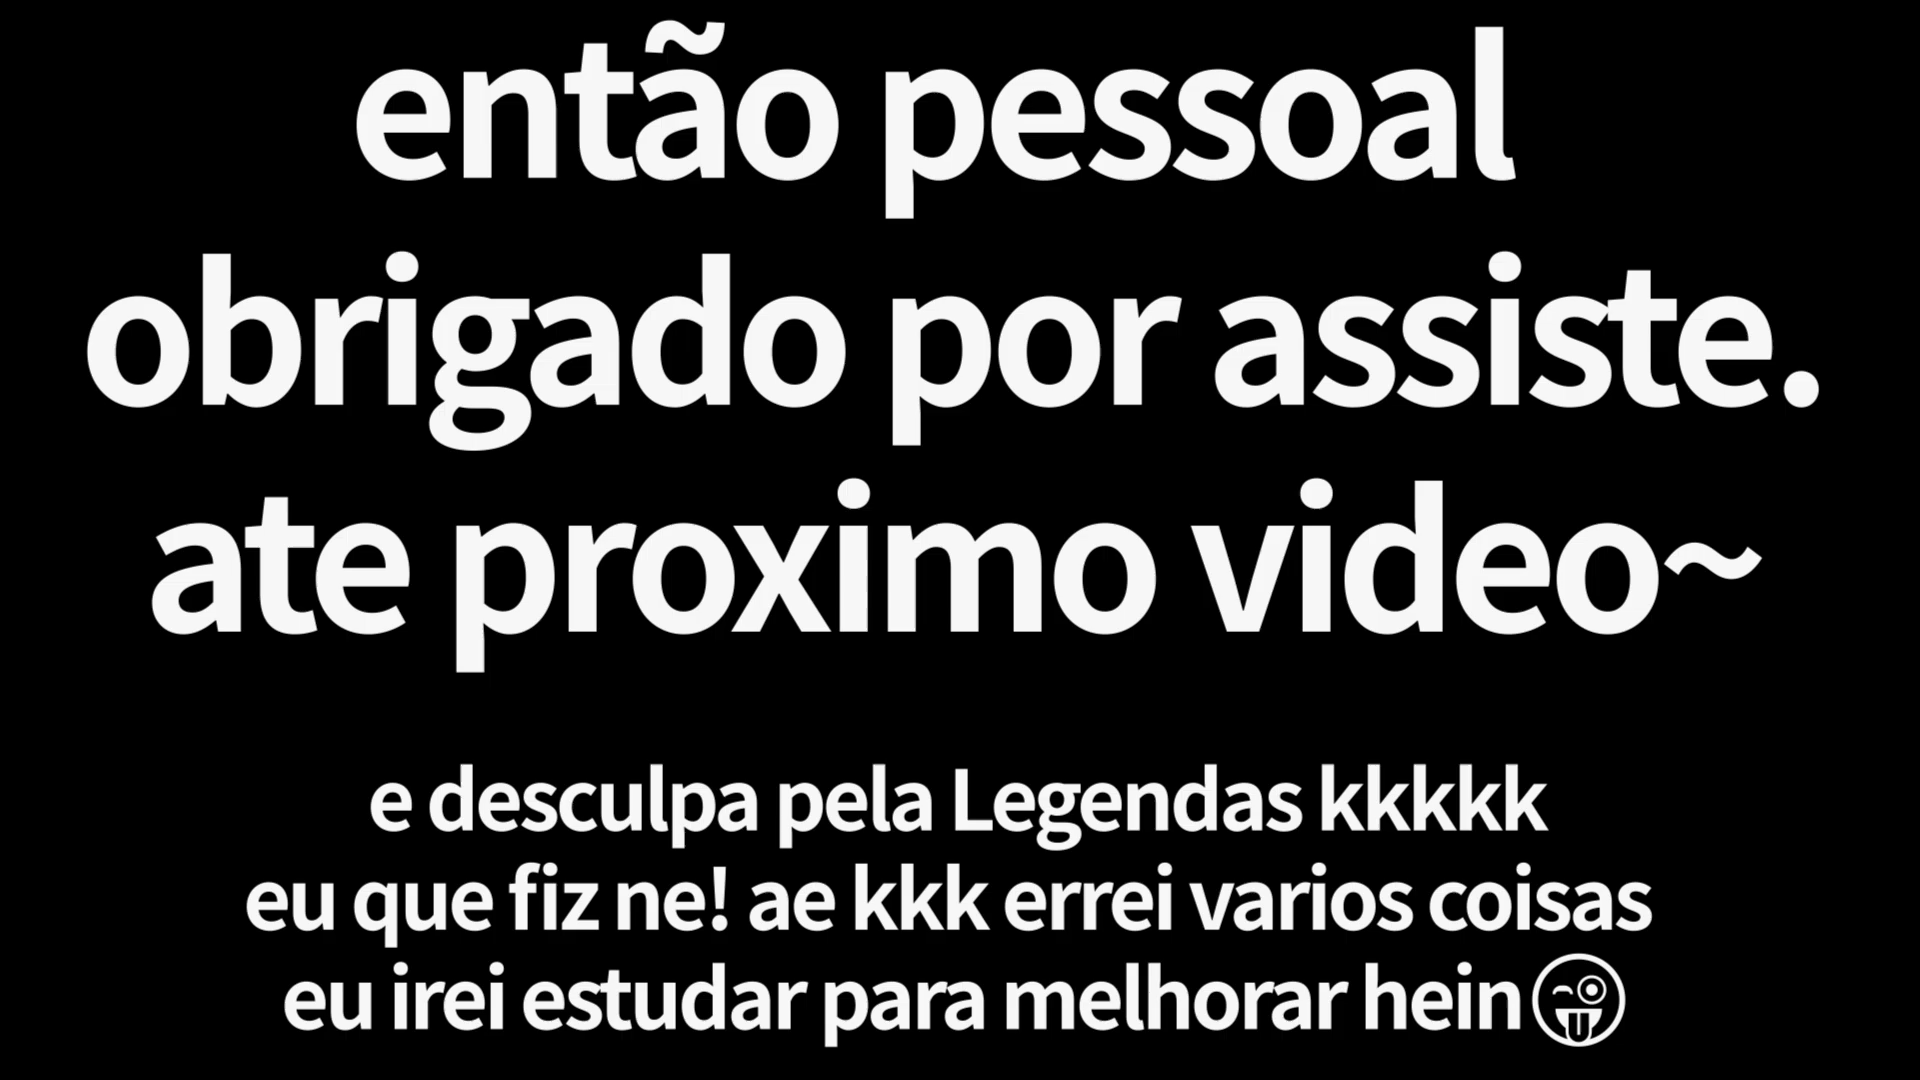 então pessoal
obrigado por assiste.
ate proximo video~
e desculpa pela Legendas kkkkk
eu que fiz ne! ae kkk errei varios coisas
eu irei estudar para melhorar hein😜